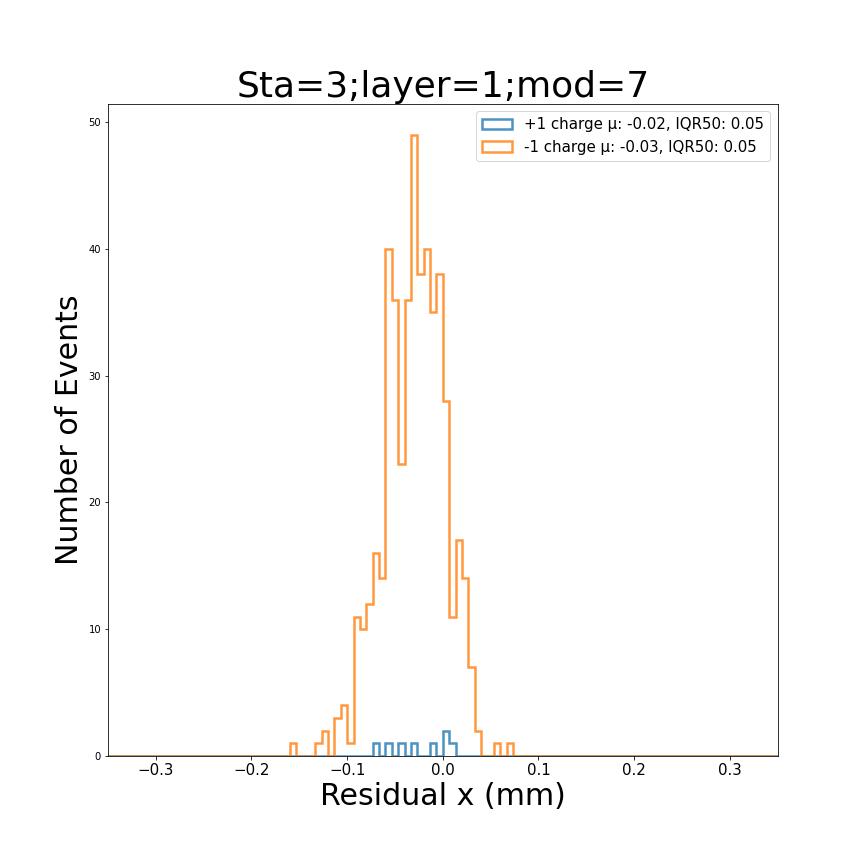 Sta=3;layer=1;mod=7
+1 charge μ: -0.02, IQR50: 0.05
-1 charge μ: -0.03, IQR50: 0.05
Number of Events
50
40
30
20
10
0
−0.3 −0.2 −0.1 0.0 0.1 0.2 0.3
Residual x (mm)